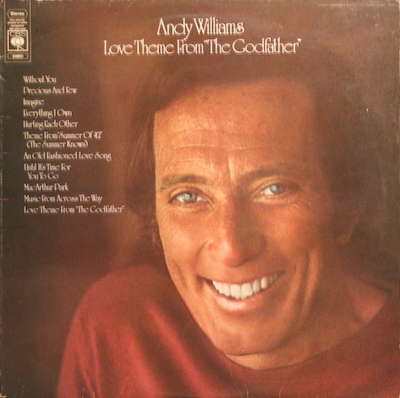 Andy Williams
Love Theme From "The Godfather"
Stereo
CBS
Without You
Precious And Few
Imagine
Everything I Own
Hurting Each Other
Theme From "Summer Of '42"
(The Summer Knows)
An Old Fashioned Love Song
Until It's Time For
You To Go
MacArthur Park
Music From Across The Way
Love Theme From "The Godfather"